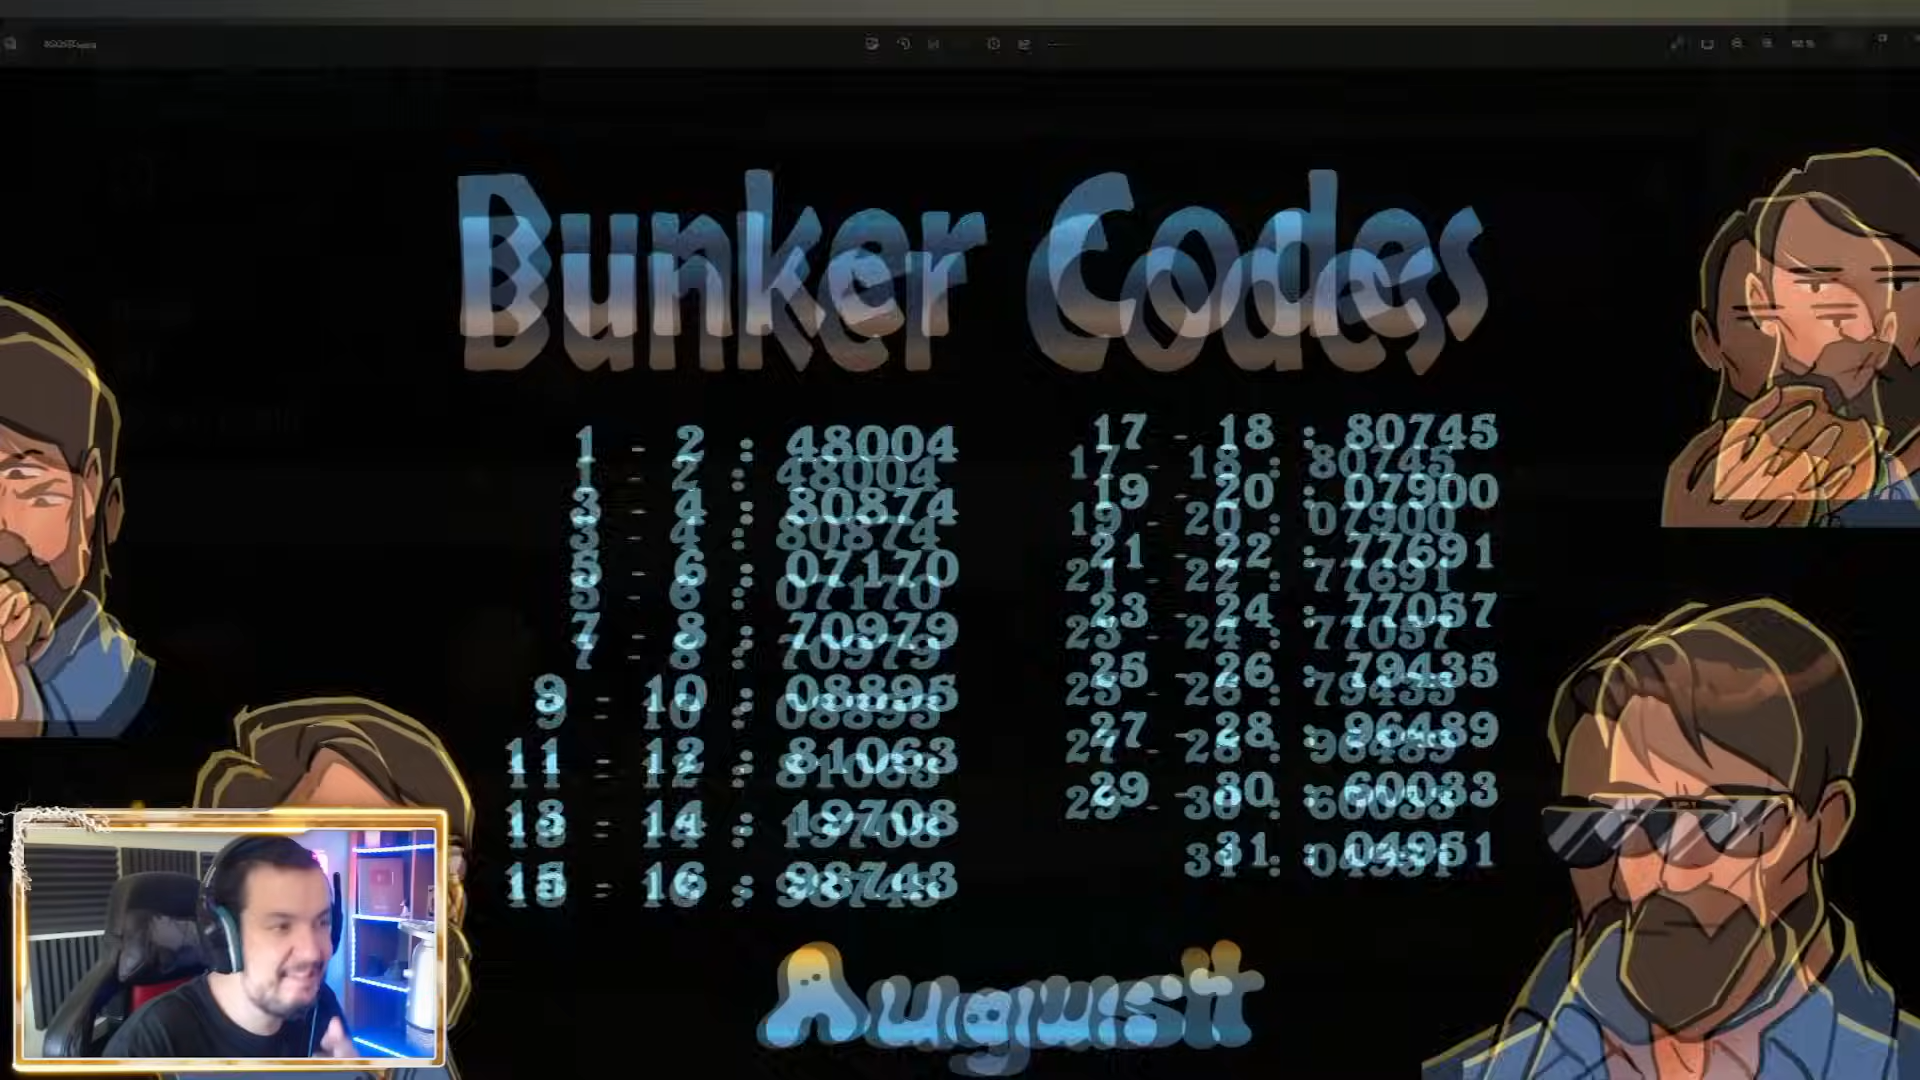 Bunker Codes
1 - 2 : 48004
3 - 4 : 80874
5 - 6 : 07170
7 - 8 : 70979
9 - 10 : 08895
11 - 12 : 81063
13 - 14 : 19708
15 - 16 : 98743
17 - 18 : 80745
19 - 20 : 07900
21 - 22 : 77691
23 - 24 : 77057
25 - 26 : 79435
27 - 28 : 96489
29 - 30 : 60033
31 : 04951
August